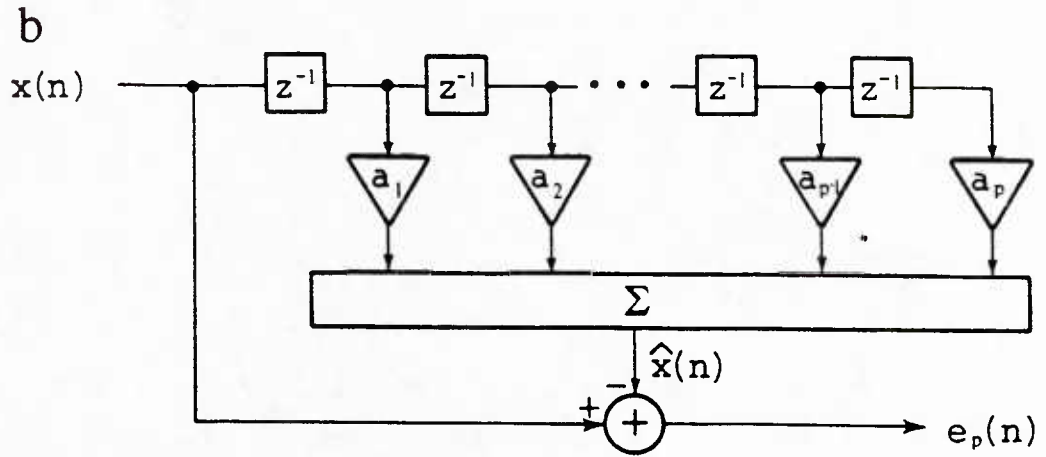 b
x(n) z⁻¹ z⁻¹ • • • z⁻¹ z⁻¹
a₁ a₂ aₚ₋₁ aₚ
Σ
x̂(n)
−
+ + eₚ(n)